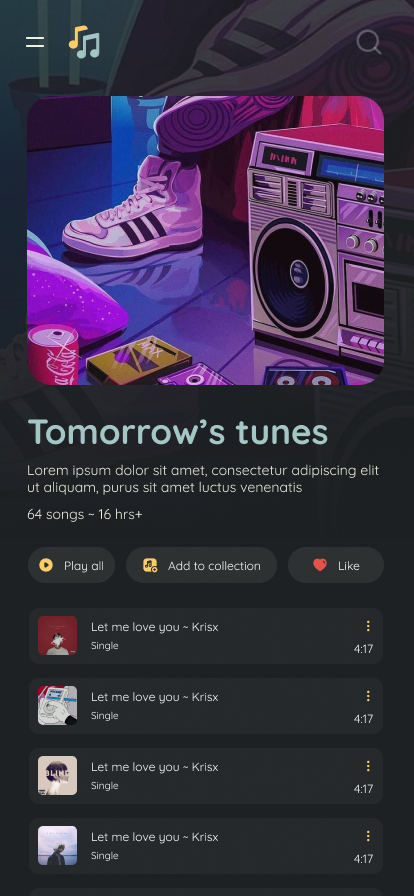 Coca-Cola
Tomorrow’s tunes
Lorem ipsum dolor sit amet, consectetur adipiscing elit
ut aliquam, purus sit amet luctus venenatis
64 songs ~ 16 hrs+
Play all
Add to collection
Like
Let me love you ~ Krisx
Single
4:17
Let me love you ~ Krisx
Single
4:17
BLIND
Let me love you ~ Krisx
Single
4:17
Let me love you ~ Krisx
Single
4:17